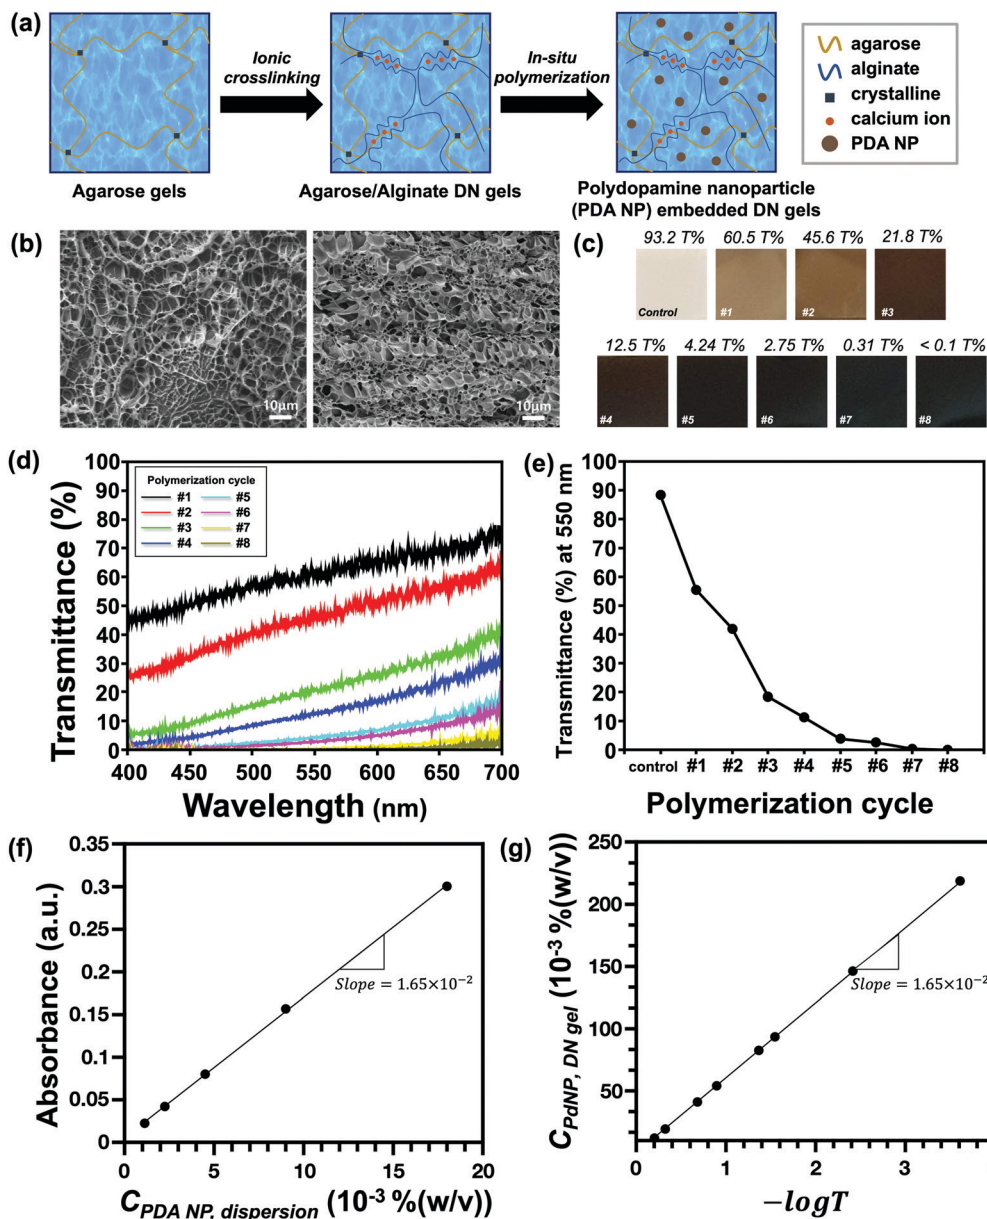 (a)
Ionic
crosslinking
In-situ
polymerization
agarose
alginate
crystalline
calcium ion
PDA NP
Agarose gels
Agarose/Alginate DN gels
Polydopamine nanoparticle
(PDA NP) embedded DN gels
(b)
10μm
10μm
(c)
93.2 T%
60.5 T%
45.6 T%
21.8 T%
Control
#1
#2
#3
12.5 T%
4.24 T%
2.75 T%
0.31 T%
< 0.1 T%
#4
#5
#6
#7
#8
(d)
Transmittance (%)
100
90
80
70
60
50
40
30
20
10
0
Polymerization cycle
#1
#2
#3
#4
#5
#6
#7
#8
400
450
500
550
600
650
700
Wavelength (nm)
(e)
Transmittance (%) at 550 nm
100
90
80
70
60
50
40
30
20
10
0
control
#1
#2
#3
#4
#5
#6
#7
#8
Polymerization cycle
(f)
Absorbance (a.u.)
0.35
0.3
0.25
0.2
0.15
0.1
0.05
0
Slope = 1.65×10⁻²
0
5
10
15
20
C PDA NP, dispersion (10⁻³ %(w/v))
(g)
C PdNP, DN gel (10⁻³ %(w/v))
250
200
150
100
50
Slope = 1.65×10⁻²
0
1
2
3
−logT